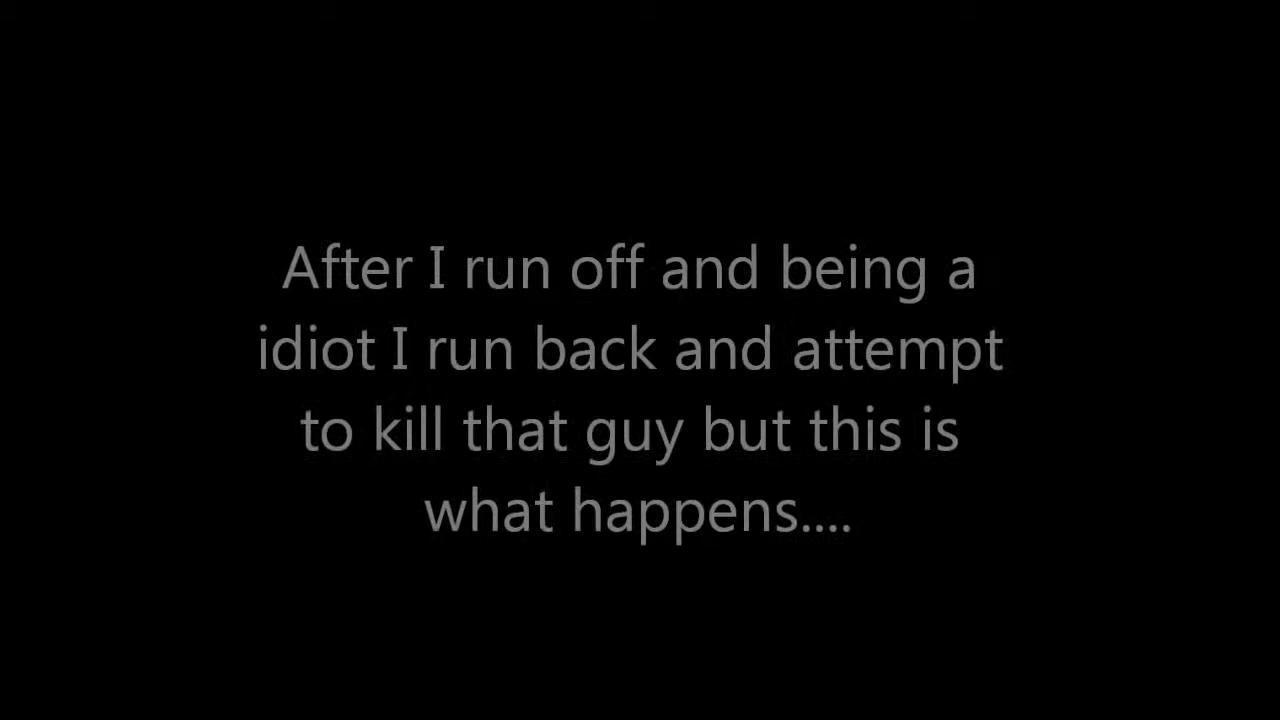 After I run off and being a
idiot I run back and attempt
to kill that guy but this is
what happens....